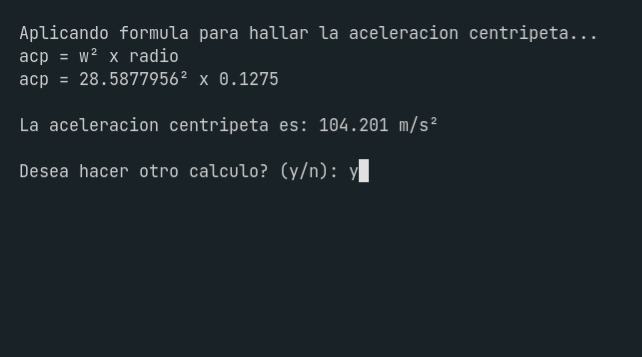 Aplicando formula para hallar la aceleracion centripeta...
acp = w² x radio
acp = 28.5877956² x 0.1275
La aceleracion centripeta es: 104.201 m/s²
Desea hacer otro calculo? (y/n): y